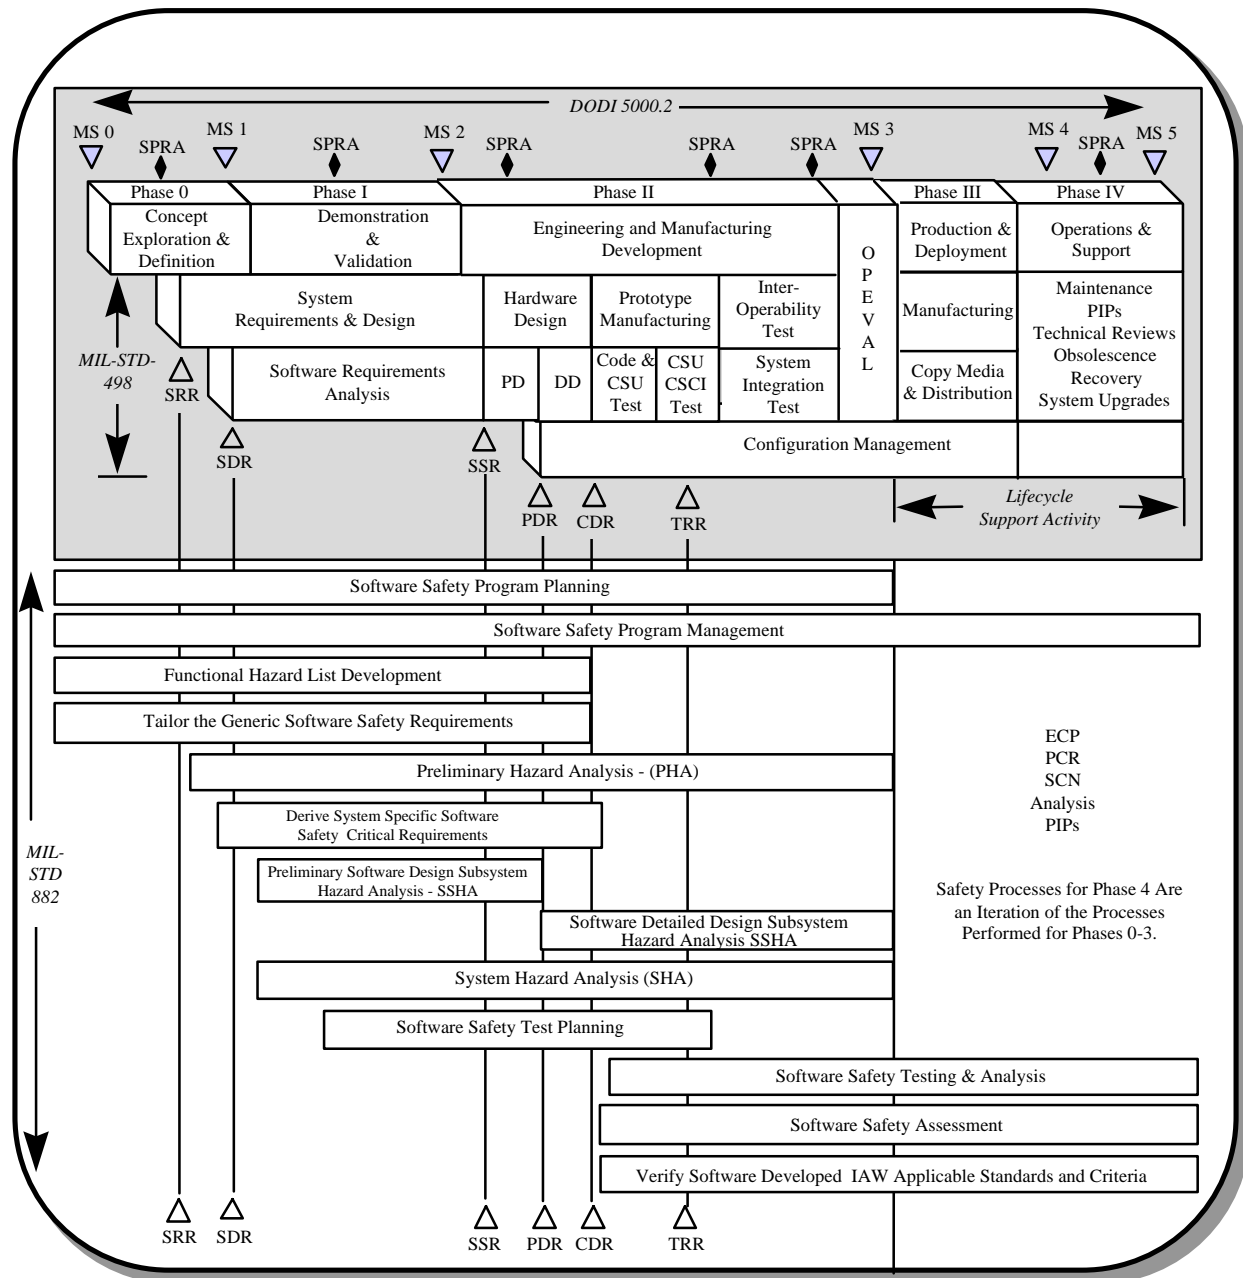 DODI 5000.2
MS 0
MS 1
MS 2
MS 3
MS 4
MS 5
SPRA
SPRA
SPRA
SPRA
SPRA
SPRA
Phase 0
Phase I
Phase II
Phase III
Phase IV
Concept
Exploration &
Definition
Demonstration
&
Validation
Engineering and Manufacturing
Development
O
P
E
V
A
L
Production &
Deployment
Operations &
Support
System
Requirements & Design
Hardware
Design
Prototype
Manufacturing
Inter-
Operability
Test
Manufacturing
Maintenance
PIPs
Technical Reviews
Obsolescence
Recovery
System Upgrades
MIL-STD-
498
SRR
Software Requirements
Analysis
PD
DD
Code &
CSU
Test
CSU
CSCI
Test
System
Integration
Test
Copy Media
& Distribution
SDR
SSR
Configuration Management
PDR
CDR
TRR
Lifecycle
Support Activity
Software Safety Program Planning
Software Safety Program Management
Functional Hazard List Development
Tailor the Generic Software Safety Requirements
Preliminary Hazard Analysis - (PHA)
Derive System Specific Software
Safety Critical Requirements
Preliminary Software Design Subsystem
Hazard Analysis - SSHA
Software Detailed Design Subsystem
Hazard Analysis SSHA
System Hazard Analysis (SHA)
Software Safety Test Planning
Software Safety Testing & Analysis
Software Safety Assessment
Verify Software Developed IAW Applicable Standards and Criteria
MIL-
STD
882
ECP
PCR
SCN
Analysis
PIPs
Safety Processes for Phase 4 Are
an Iteration of the Processes
Performed for Phases 0-3.
SRR
SDR
SSR
PDR
CDR
TRR